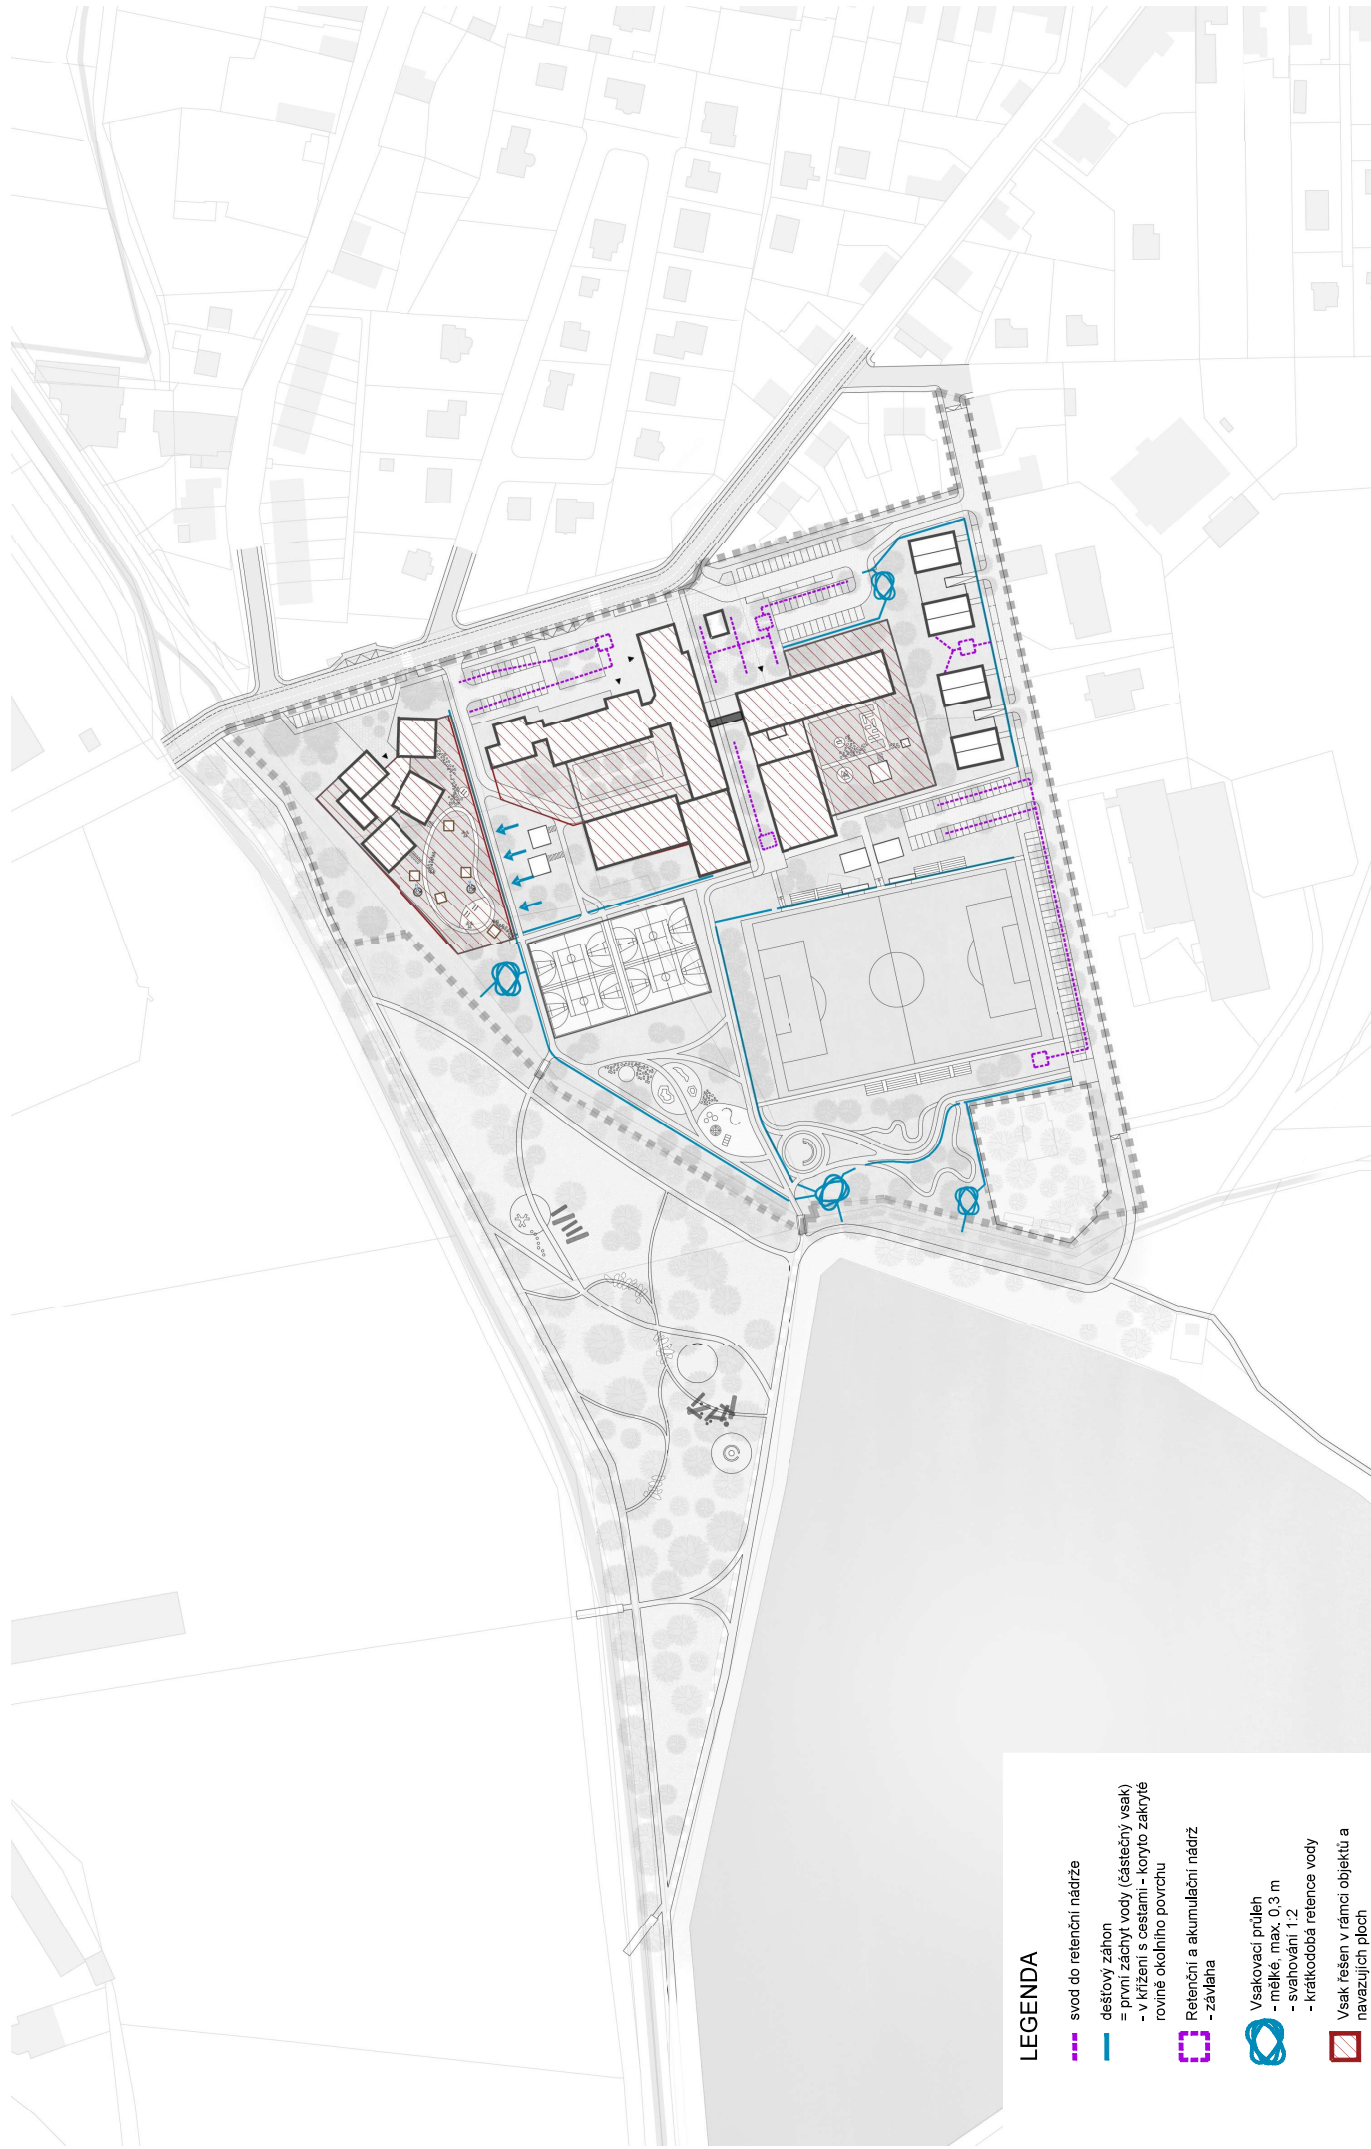 LEGENDA
svod do retenční nádrže
dešťový záhon
= první záchyt vody (částečný vsak)
- v křížení s cestami - koryto zakryté
rovině okolního povrchu
Retenční a akumulační nádrž
- závlaha
Vsakovací průleh
- mělké, max. 0,3 m
- svahování 1:2
- krátkodobá retence vody
Vsak řešen v rámci objektů a
navazujících ploch